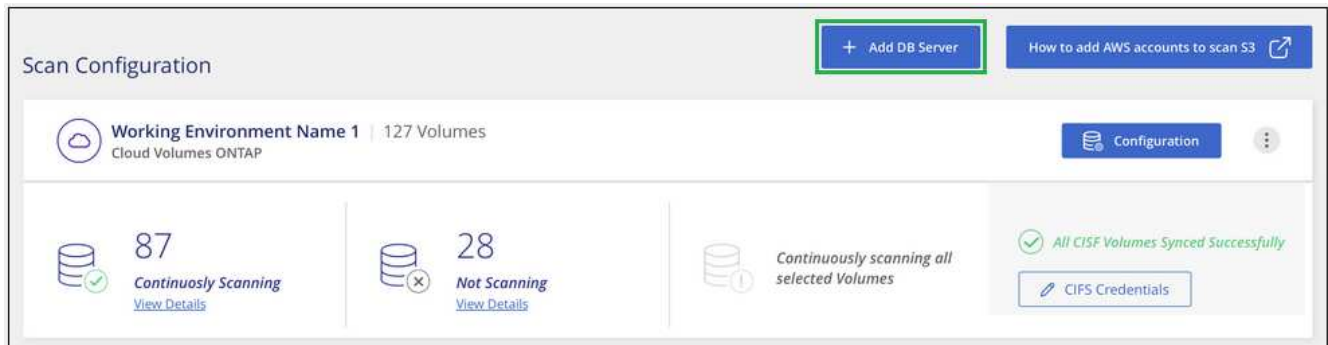 + Add DB Server
How to add AWS accounts to scan S3
Scan Configuration
Working Environment Name 1 | 127 Volumes
Cloud Volumes ONTAP
Configuration
87
Continuosly Scanning
View Details
28
Not Scanning
View Details
Continuously scanning all
selected Volumes
All CISF Volumes Synced Successfully
CIFS Credentials